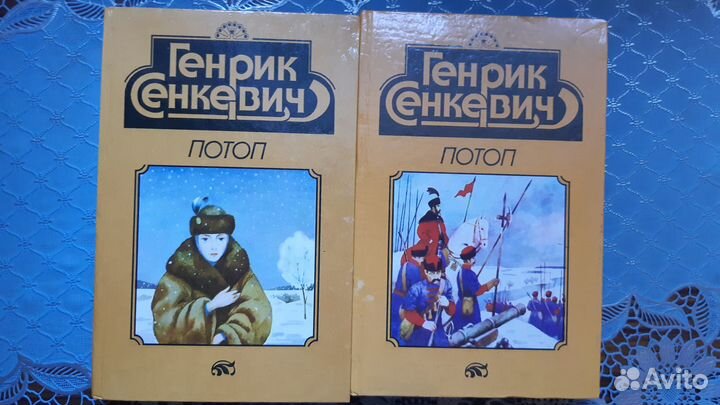 Генрик
Сенкевич
ПОТОП
Генрик
Сенкевич
ПОТОП
Avito